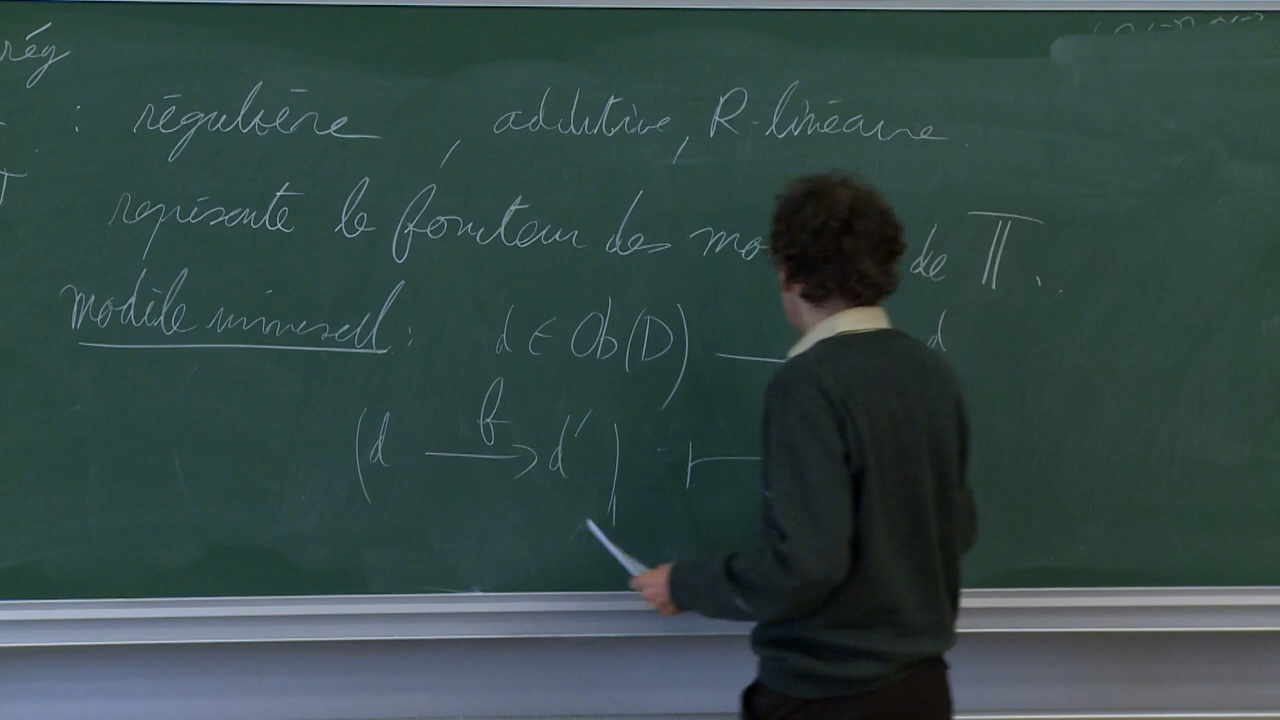 rég
: régulière, additive, R-linéaire.
T représente le foncteur des mo de 𝕋.
modèle universel : d ∈ Ob(D) — d
(d —f→ d′) ⊢